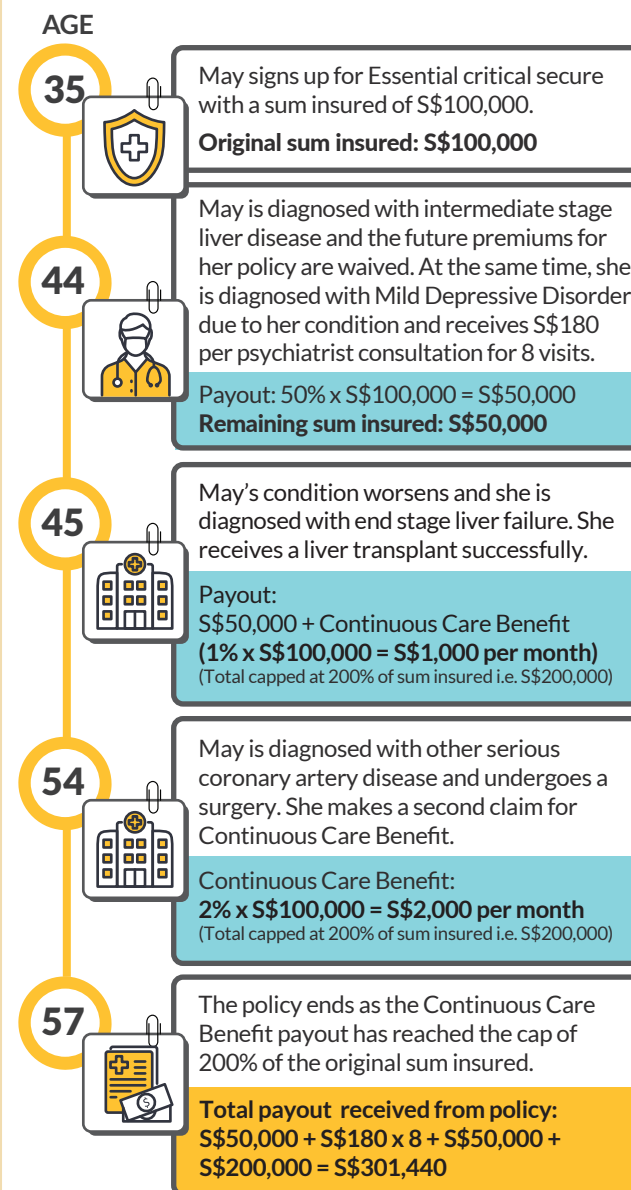 AGE
35
May signs up for Essential critical secure
with a sum insured of S$100,000.
Original sum insured: S$100,000
44
May is diagnosed with intermediate stage
liver disease and the future premiums for
her policy are waived. At the same time, she
is diagnosed with Mild Depressive Disorder
due to her condition and receives S$180
per psychiatrist consultation for 8 visits.
Payout: 50% x S$100,000 = S$50,000
Remaining sum insured: S$50,000
45
May’s condition worsens and she is
diagnosed with end stage liver failure. She
receives a liver transplant successfully.
Payout:
S$50,000 + Continuous Care Benefit
(1% x S$100,000 = S$1,000 per month)
(Total capped at 200% of sum insured i.e. S$200,000)
54
May is diagnosed with other serious
coronary artery disease and undergoes a
surgery. She makes a second claim for
Continuous Care Benefit.
Continuous Care Benefit:
2% x S$100,000 = S$2,000 per month
(Total capped at 200% of sum insured i.e. S$200,000)
57
The policy ends as the Continuous Care
Benefit payout has reached the cap of
200% of the original sum insured.
$
Total payout received from policy:
S$50,000 + S$180 x 8 + S$50,000 +
S$200,000 = S$301,440